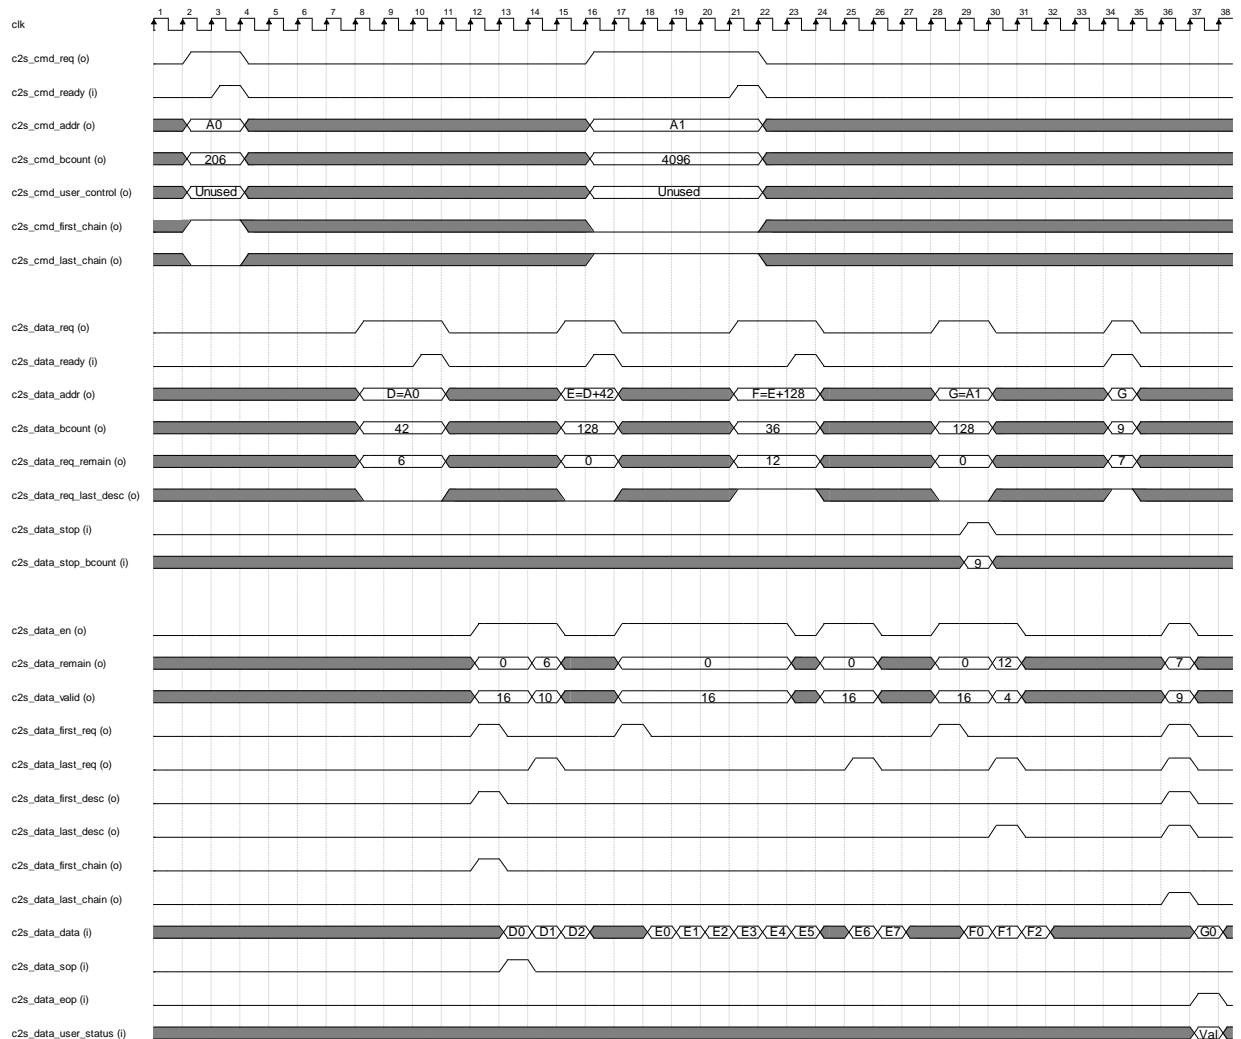 1 2 3 4 5 6 7 8 9 10 11 12 13 14 15 16 17 18 19 20 21 22 23 24 25 26 27 28 29 30 31 32 33 34 35 36 37 38
clk
c2s_cmd_req (o)
c2s_cmd_ready (i)
c2s_cmd_addr (o) A0 A1
c2s_cmd_bcount (o) 206 4096
c2s_cmd_user_control (o) Unused Unused
c2s_cmd_first_chain (o)
c2s_cmd_last_chain (o)
c2s_data_req (o)
c2s_data_ready (i)
c2s_data_addr (o) D=A0 E=D+42 F=E+128 G=A1 G
c2s_data_bcount (o) 42 128 36 128 9
c2s_data_req_remain (o) 6 0 12 0 7
c2s_data_req_last_desc (o)
c2s_data_stop (i)
c2s_data_stop_bcount (i) 9
c2s_data_en (o)
c2s_data_remain (o) 0 6 0 0 0 12 7
c2s_data_valid (o) 16 10 16 16 16 4 9
c2s_data_first_req (o)
c2s_data_last_req (o)
c2s_data_first_desc (o)
c2s_data_last_desc (o)
c2s_data_first_chain (o)
c2s_data_last_chain (o)
c2s_data_data (i) D0 D1 D2 E0 E1 E2 E3 E4 E5 E6 E7 F0 F1 F2 G0
c2s_data_sop (i)
c2s_data_eop (i)
c2s_data_user_status (i) Val